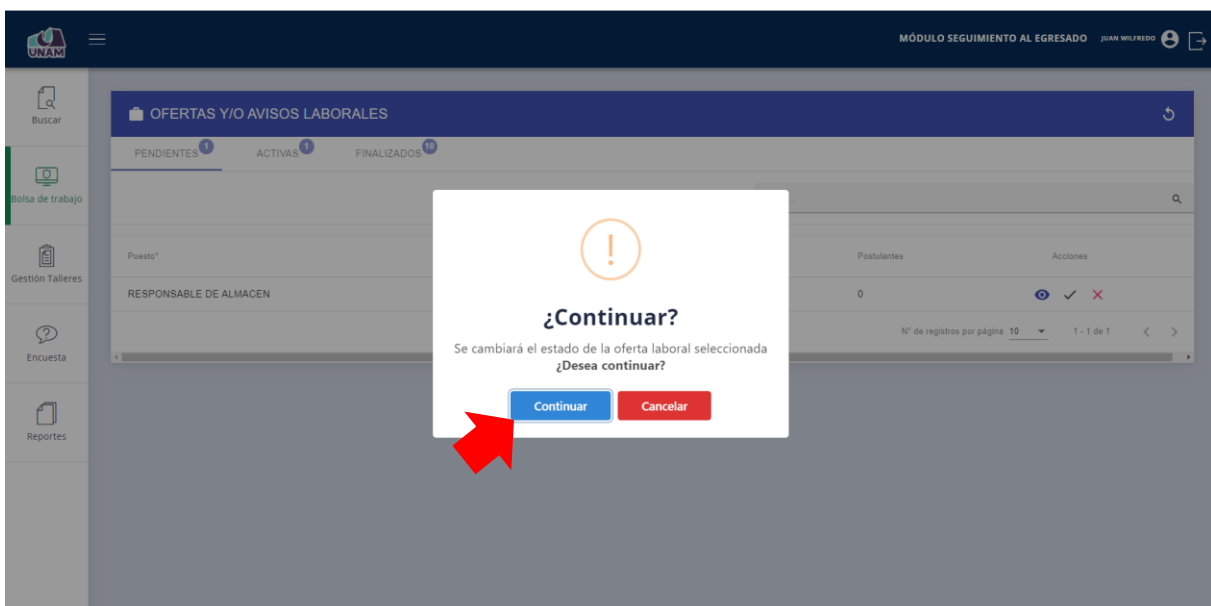 UNAM
MÓDULO SEGUIMIENTO AL EGRESADO JUAN WILFREDO
Buscar
Bolsa de trabajo
Gestión Talleres
Encuesta
Reportes
OFERTAS Y/O AVISOS LABORALES
PENDIENTES 1 ACTIVAS 1 FINALIZADOS 10
Puesto↑ Postulantes Acciones
RESPONSABLE DE ALMACEN 0
N° de registros por página 10 1 - 1 de 1
!
¿Continuar?
Se cambiará el estado de la oferta laboral seleccionada
¿Desea continuar?
Continuar Cancelar